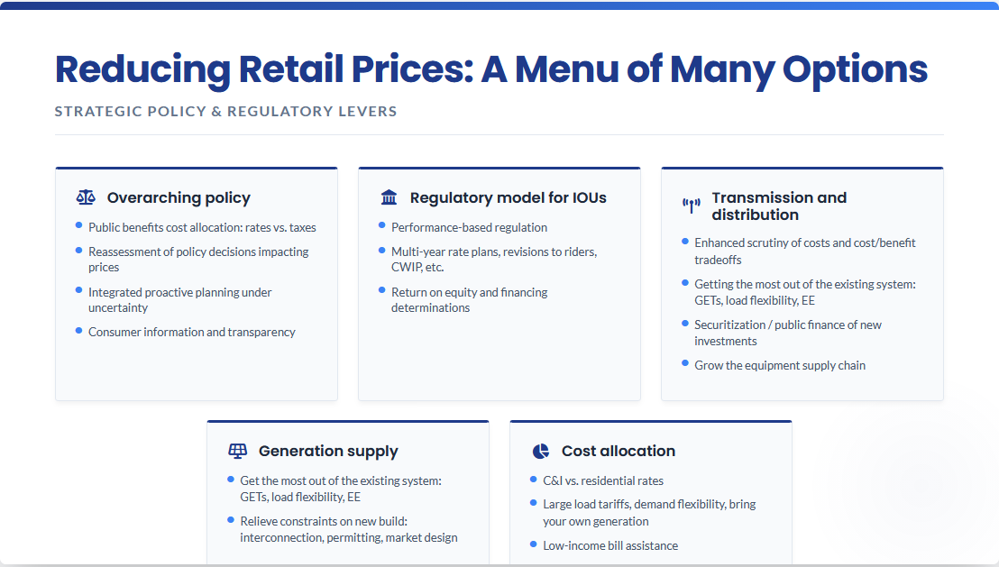 Reducing Retail Prices: A Menu of Many Options
STRATEGIC POLICY & REGULATORY LEVERS
Overarching policy
Public benefits cost allocation: rates vs. taxes
Reassessment of policy decisions impacting
prices
Integrated proactive planning under
uncertainty
Consumer information and transparency
Regulatory model for IOUs
Performance-based regulation
Multi-year rate plans, revisions to riders,
CWIP, etc.
Return on equity and financing
determinations
Transmission and
distribution
Enhanced scrutiny of costs and cost/benefit
tradeoffs
Getting the most out of the existing system:
GETs, load flexibility, EE
Securitization / public finance of new
investments
Grow the equipment supply chain
Generation supply
Get the most out of the existing system:
GETs, load flexibility, EE
Relieve constraints on new build:
interconnection, permitting, market design
Cost allocation
C&I vs. residential rates
Large load tariffs, demand flexibility, bring
your own generation
Low-income bill assistance